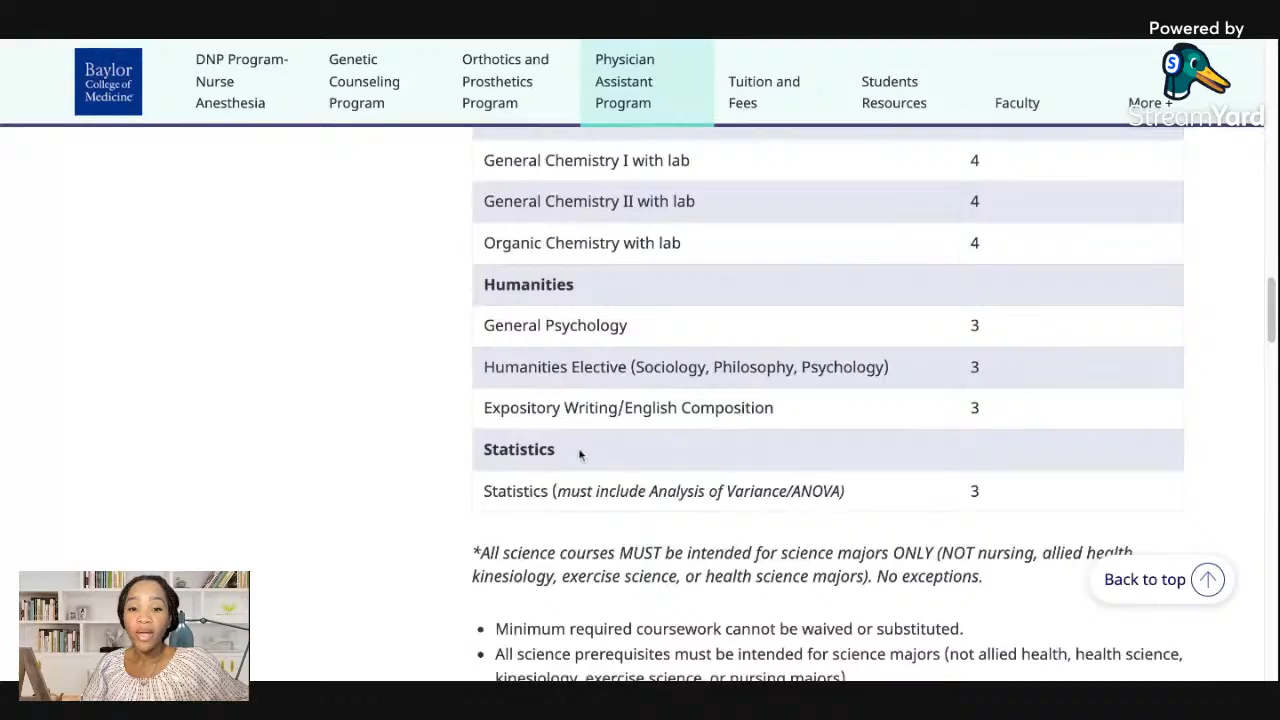 Powered by
StreamYard
Baylor
College of
Medicine
DNP Program-
Nurse
Anesthesia
Genetic
Counseling
Program
Orthotics and
Prosthetics
Program
Physician
Assistant
Program
Tuition and
Fees
Students
Resources
Faculty
More +
General Chemistry I with lab 4
General Chemistry II with lab 4
Organic Chemistry with lab 4
Humanities
General Psychology 3
Humanities Elective (Sociology, Philosophy, Psychology) 3
Expository Writing/English Composition 3
Statistics
Statistics (must include Analysis of Variance/ANOVA) 3
*All science courses MUST be intended for science majors ONLY (NOT nursing, allied health,
kinesiology, exercise science, or health science majors). No exceptions.
Back to top
• Minimum required coursework cannot be waived or substituted.
• All science prerequisites must be intended for science majors (not allied health, health science,
kinesiology, exercise science, or nursing majors)